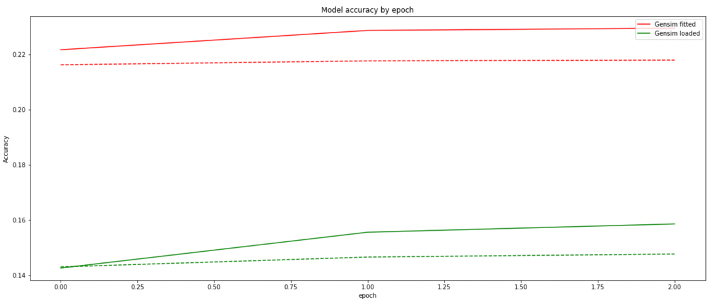 Model accuracy by epoch
Gensim fitted
Gensim loaded
Accuracy
0.22
0.20
0.18
0.16
0.14
0.00 0.25 0.50 0.75 1.00 1.25 1.50 1.75 2.00
epoch